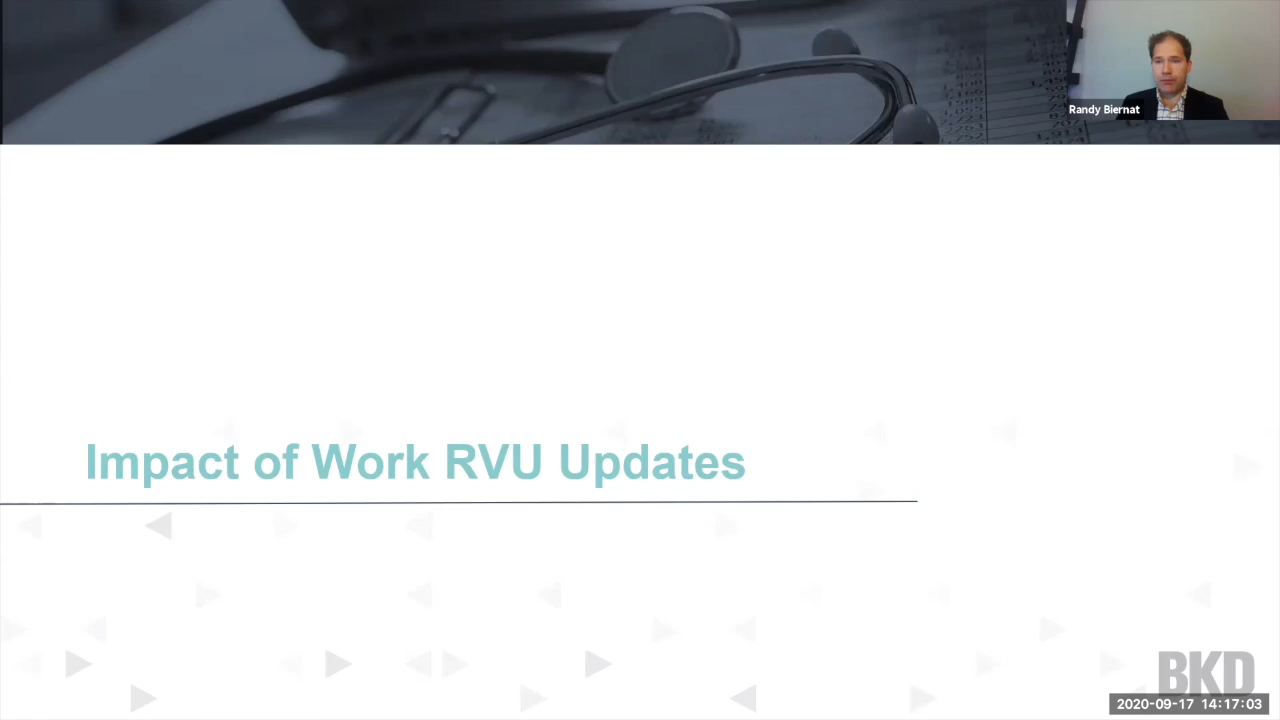 Randy Biernat
Impact of Work RVU Updates
BKD
2020-09-17 14:17:03